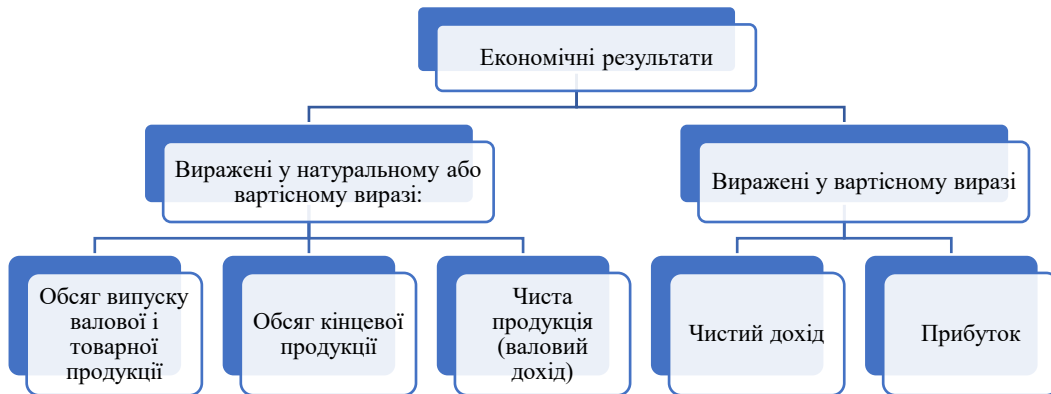 Економічні результати
Виражені у натуральному або
вартісному виразі:
Виражені у вартісному виразі
Обсяг випуску
валової і
товарної
продукції
Обсяг кінцевої
продукції
Чиста
продукція
(валовий
дохід)
Чистий дохід
Прибуток